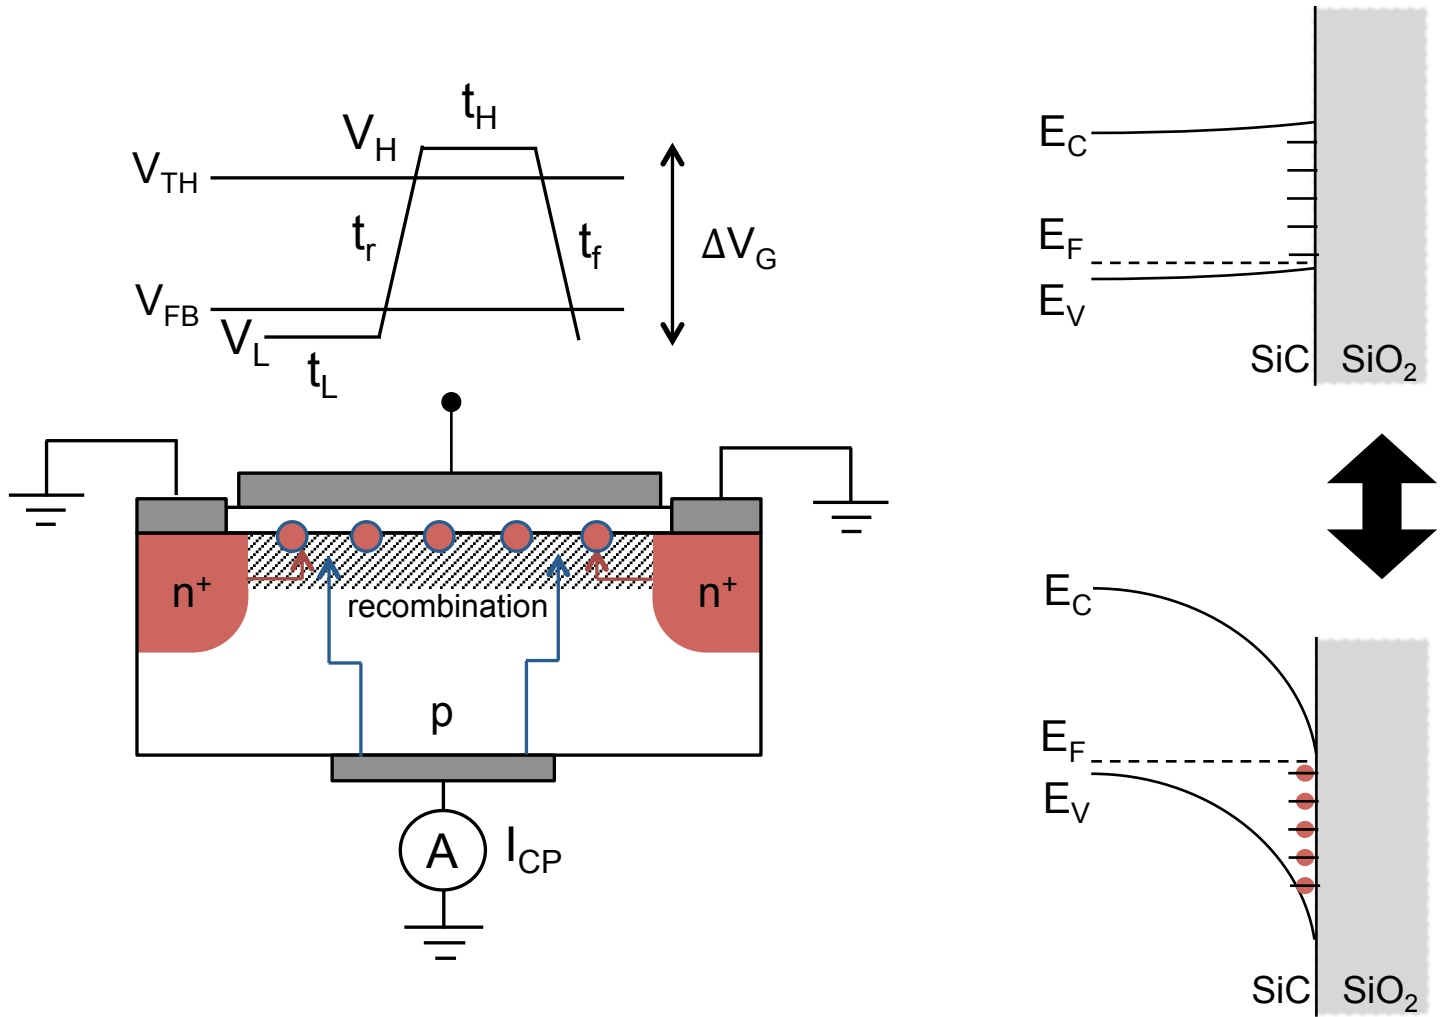 t_H
V_H
V_TH
t_r
t_f
ΔV_G
V_FB
V_L
t_L
n⁺
n⁺
recombination
p
A
I_CP
E_C
E_F
E_V
SiC
SiO₂
E_C
E_F
E_V
SiC
SiO₂